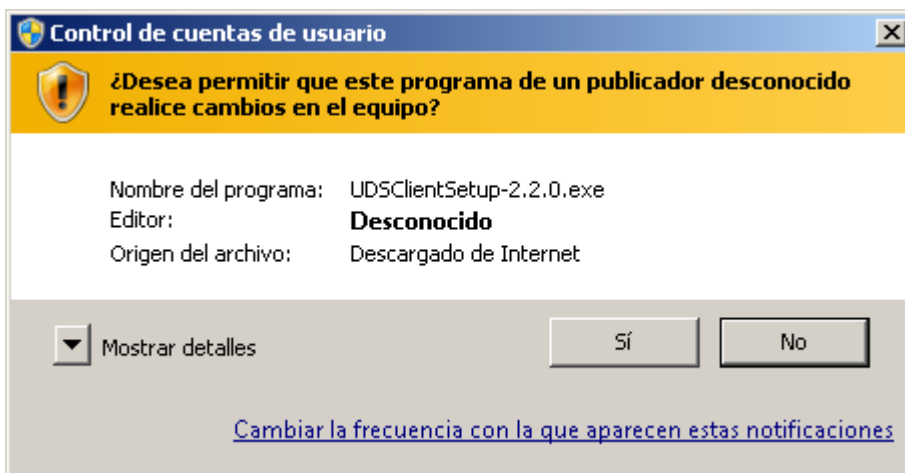 Control de cuentas de usuario
¿Desea permitir que este programa de un publicador desconocido
realice cambios en el equipo?
Nombre del programa: UDSClientSetup-2.2.0.exe
Editor: Desconocido
Origen del archivo: Descargado de Internet
Mostrar detalles Sí No
Cambiar la frecuencia con la que aparecen estas notificaciones